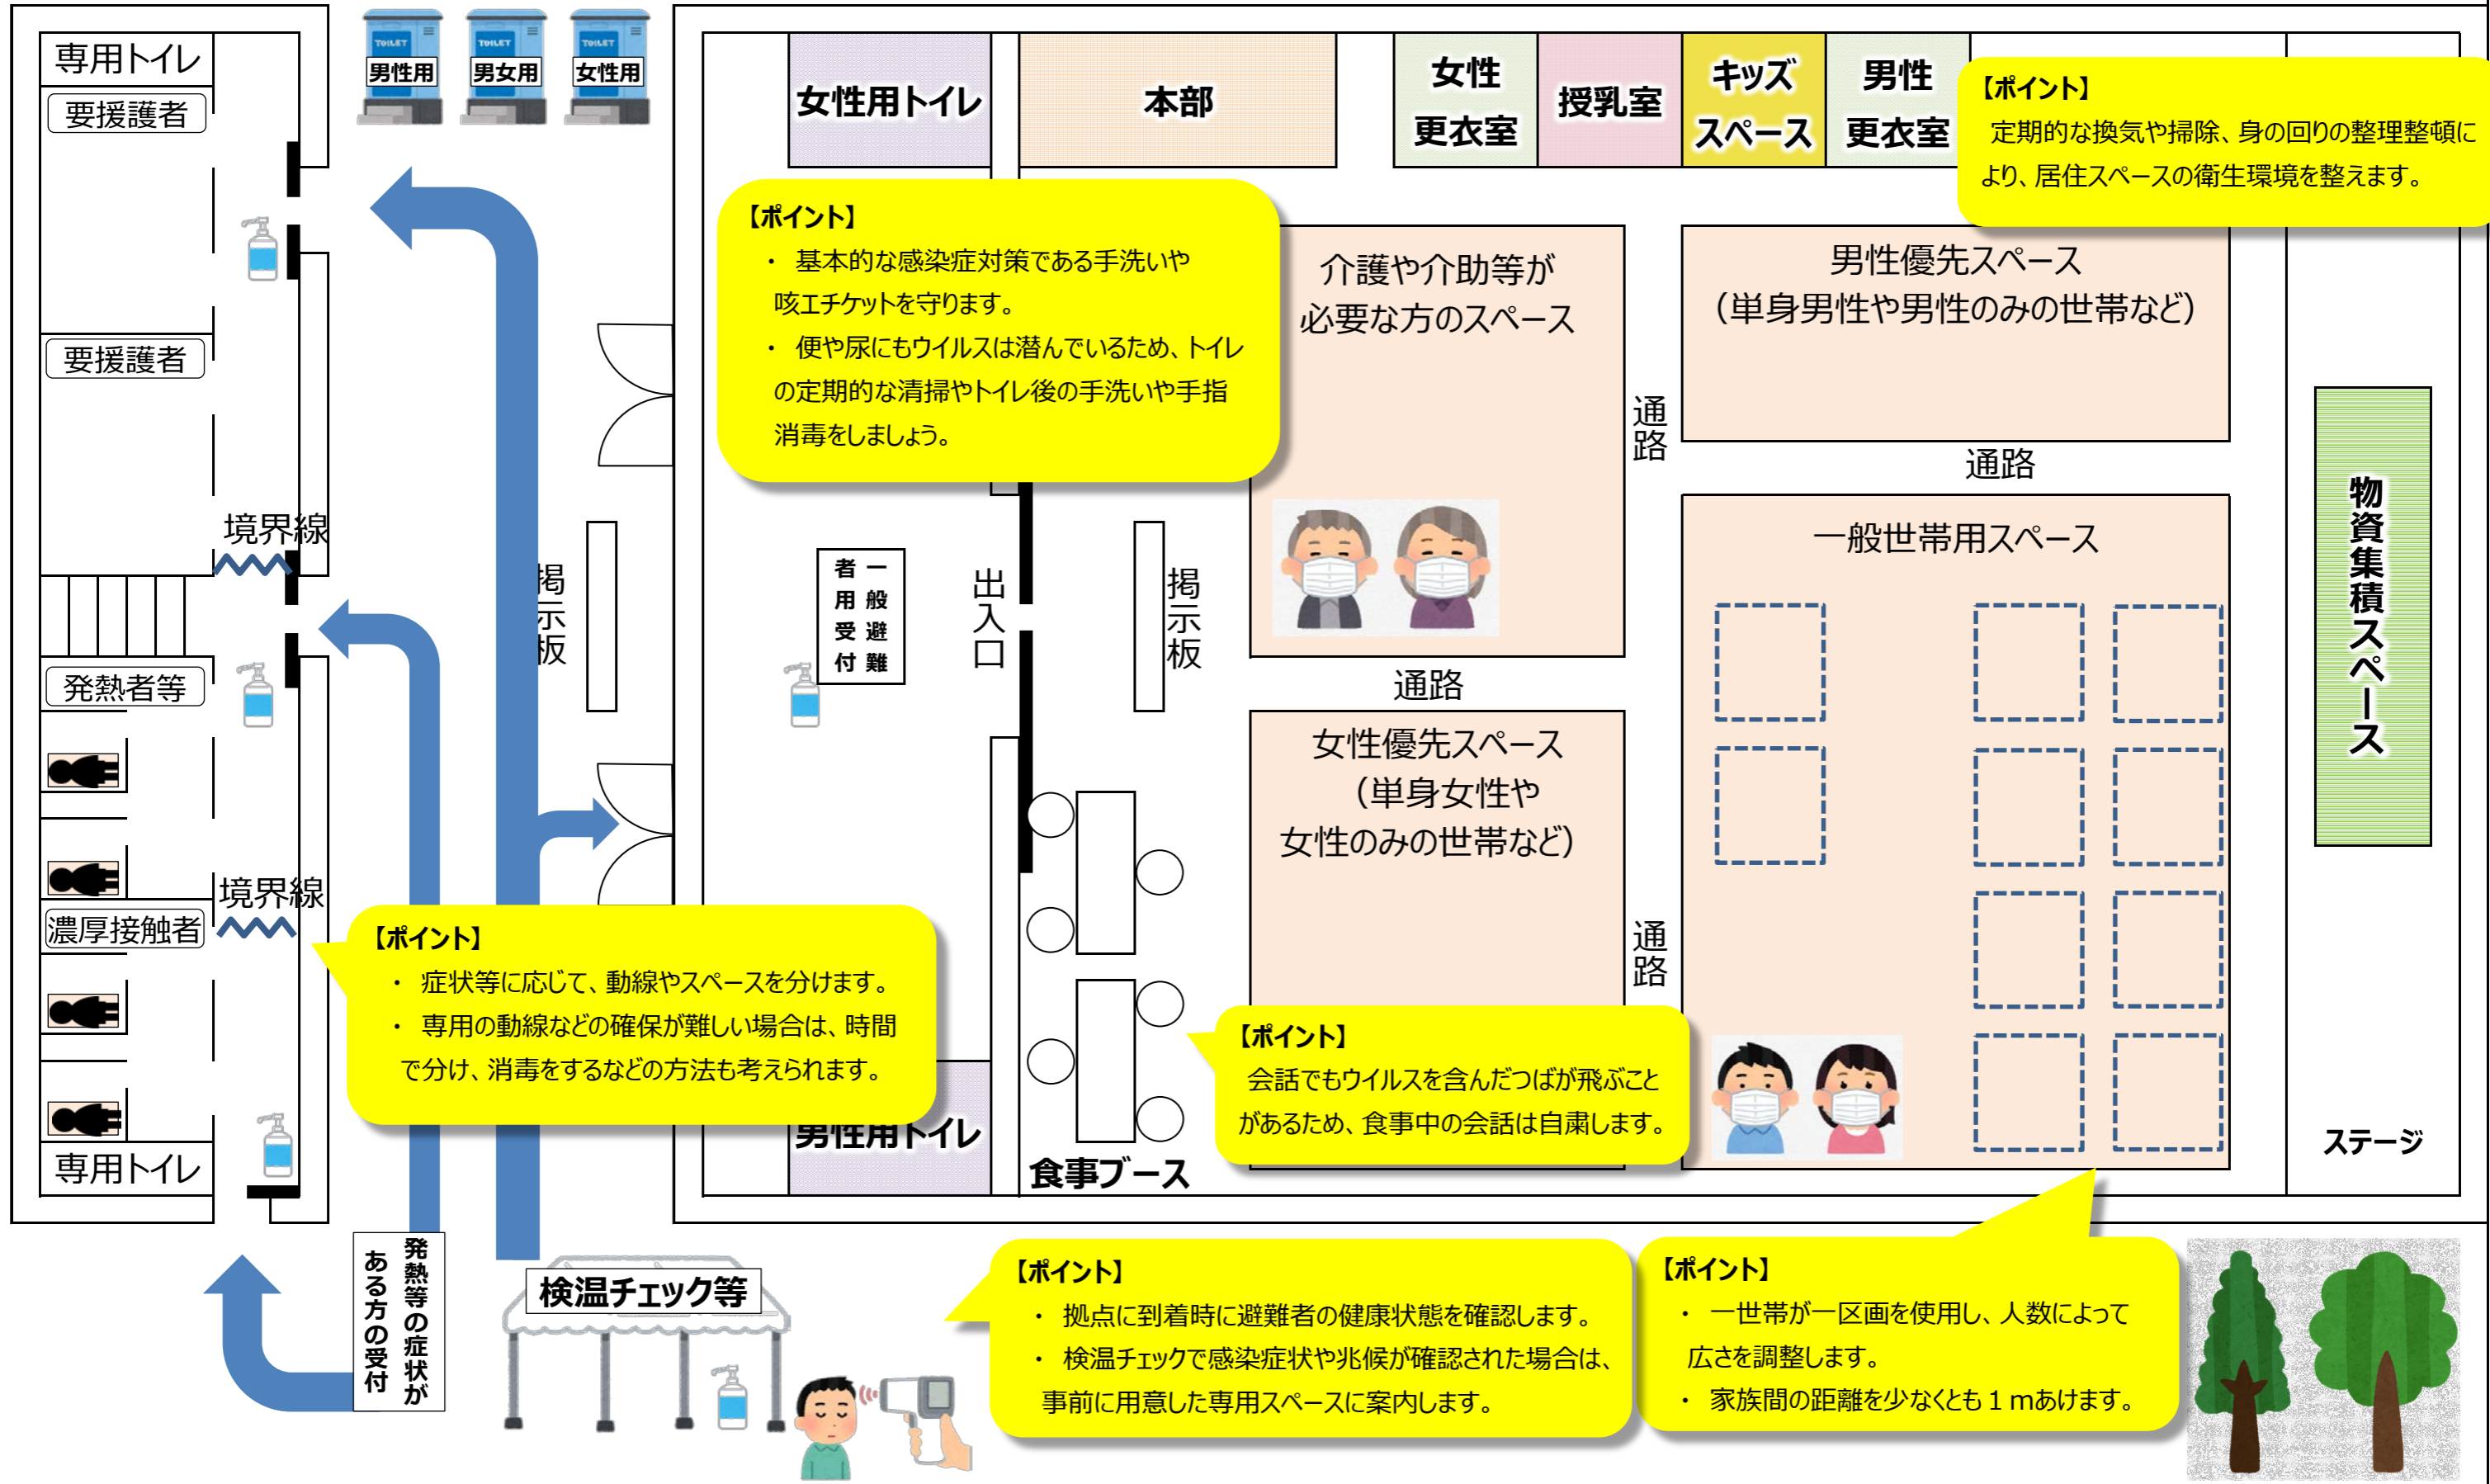 専用トイレ
要援護者
要援護者
境界線
発熱者等
境界線
濃厚接触者
専用トイレ
TOILET
男性用
TOILET
男女用
TOILET
女性用
掲示板
女性用トイレ
本部
女性
更衣室
授乳室
キッズ
スペース
男性
更衣室
【ポイント】
定期的な換気や掃除、身の回りの整理整頓に
より、居住スペースの衛生環境を整えます。
【ポイント】
・ 基本的な感染症対策である手洗いや
咳エチケットを守ります。
・ 便や尿にもウイルスは潜んでいるため、トイレ
の定期的な清掃やトイレ後の手洗いや手指
消毒をしましょう。
介護や介助等が
必要な方のスペース
男性優先スペース
（単身男性や男性のみの世帯など）
通路
通路
一般避難
者用受付
出入口
掲示板
一般世帯用スペース
物資集積スペース
通路
女性優先スペース
（単身女性や
女性のみの世帯など）
通路
【ポイント】
・ 症状等に応じて、動線やスペースを分けます。
・ 専用の動線などの確保が難しい場合は、時間
で分け、消毒をするなどの方法も考えられます。
男性用トイレ
食事ブース
【ポイント】
会話でもウイルスを含んだつばが飛ぶこと
があるため、食事中の会話は自粛します。
ステージ
発熱等の症状が
ある方の受付
検温チェック等
【ポイント】
・ 拠点に到着時に避難者の健康状態を確認します。
・ 検温チェックで感染症状や兆候が確認された場合は、
事前に用意した専用スペースに案内します。
【ポイント】
・ 一世帯が一区画を使用し、人数によって
広さを調整します。
・ 家族間の距離を少なくとも１ｍあけます。